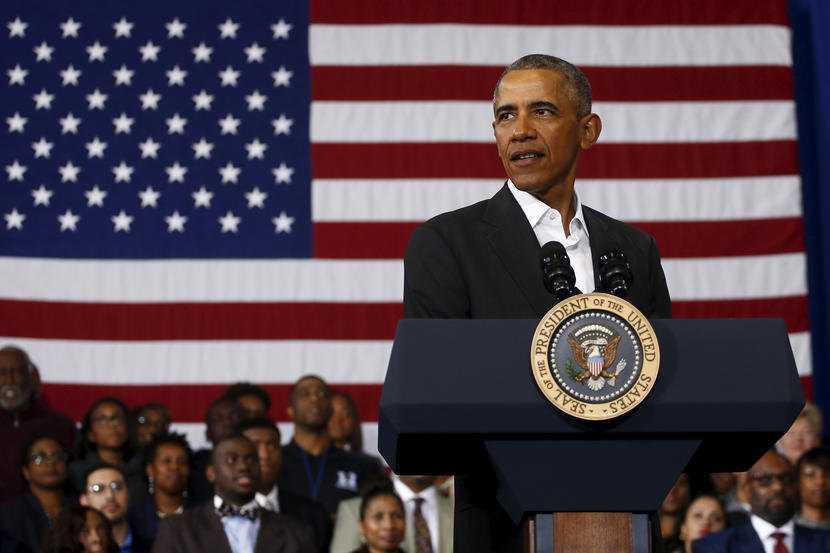 SEAL OF THE PRESIDENT OF THE UNITED STATES